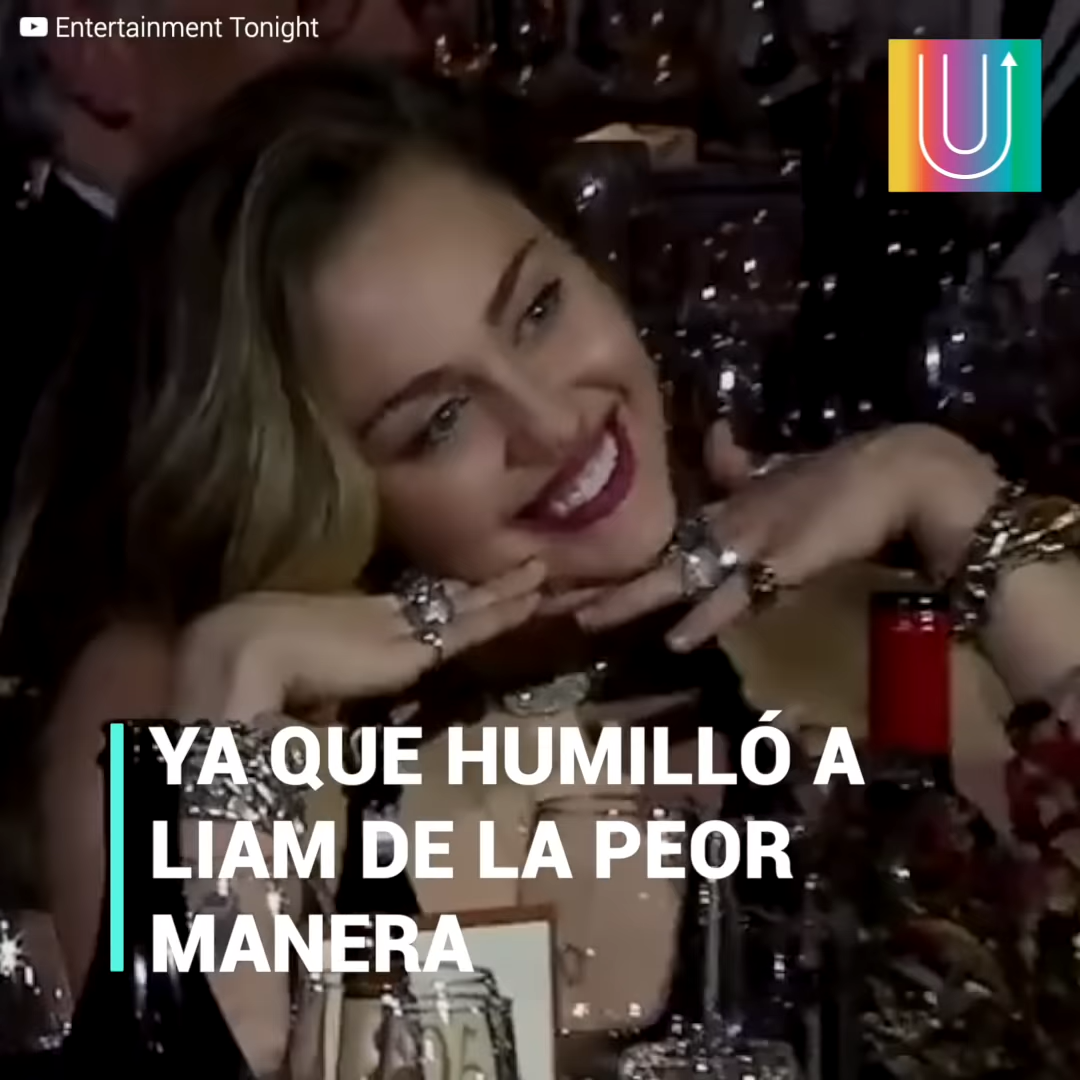 Entertainment Tonight
U
YA QUE HUMILLÓ A
LIAM DE LA PEOR
MANERA